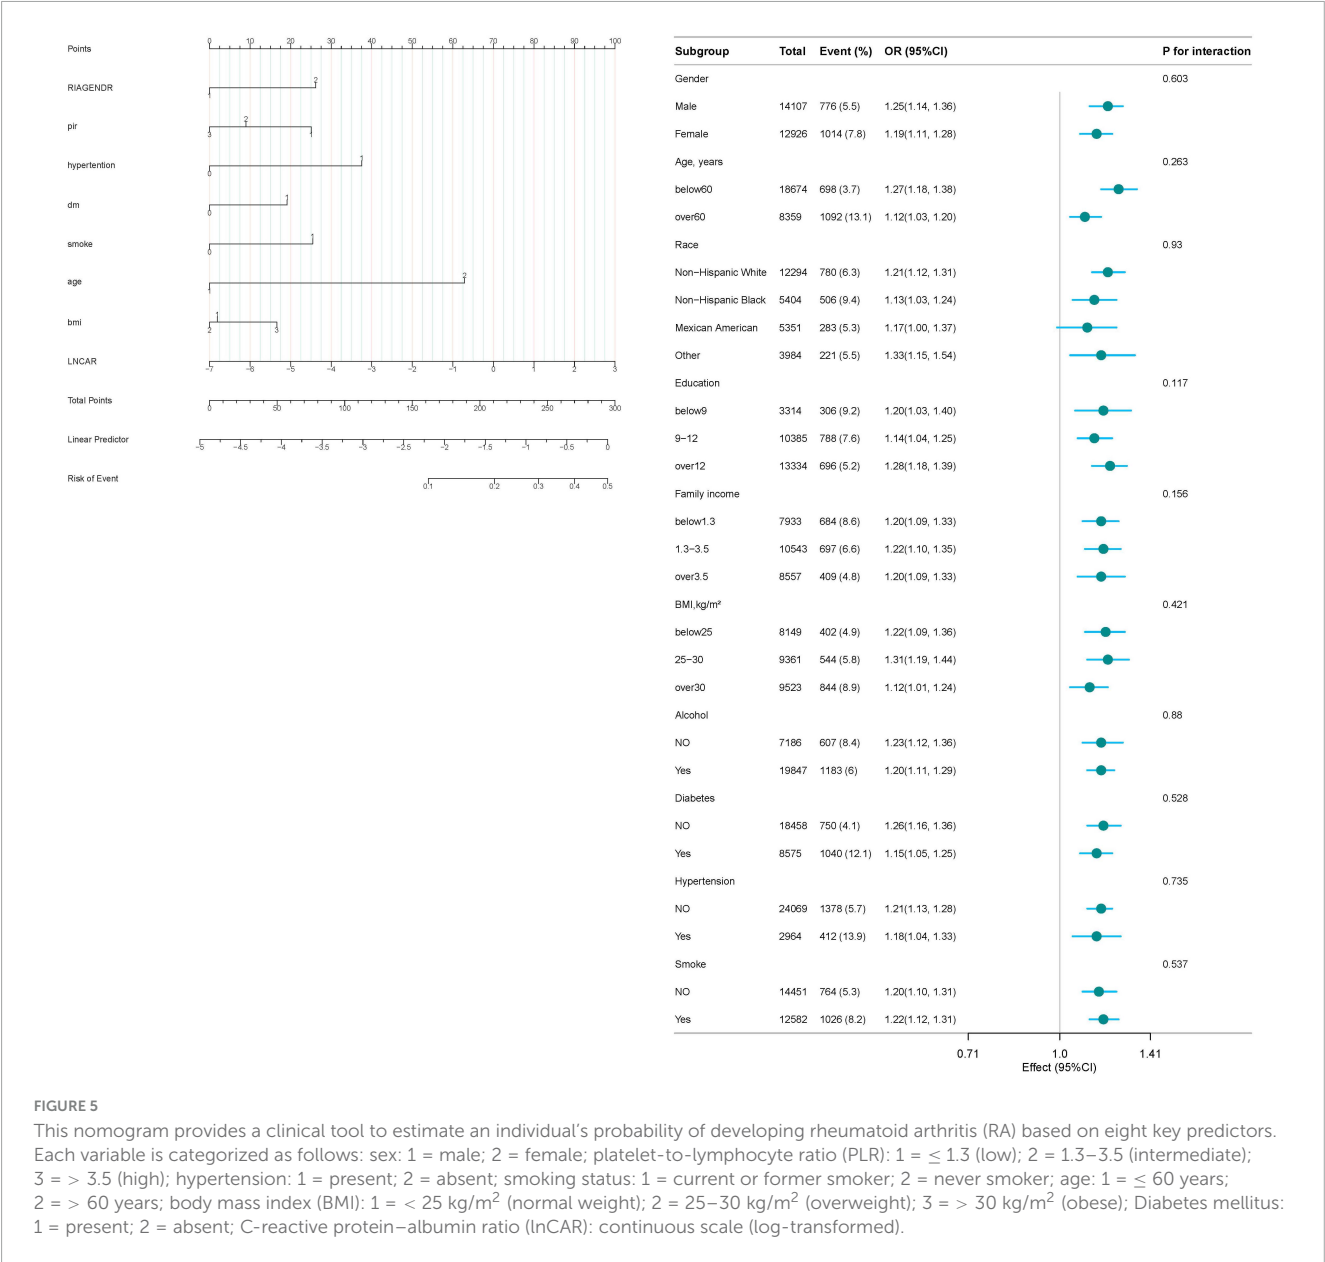 Points
0 10 20 30 40 50 60 70 80 90 100
RIAGENDR
1 2
pir
3 2 1
hypertention
0 1
dm
0 1
smoke
0 1
age
1 2
bmi
2 1 3
LNCAR
−7 −6 −5 −4 −3 −2 −1 0 1 2 3
Total Points
0 50 100 150 200 250 300
Linear Predictor
−5 −4.5 −4 −3.5 −3 −2.5 −2 −1.5 −1 −0.5 0
Risk of Event
0.1 0.2 0.3 0.4 0.5
Subgroup Total Event (%) OR (95%CI) P for interaction
Gender 0.603
Male 14107 776 (5.5) 1.25(1.14, 1.36)
Female 12926 1014 (7.8) 1.19(1.11, 1.28)
Age, years 0.263
below60 18674 698 (3.7) 1.27(1.18, 1.38)
over60 8359 1092 (13.1) 1.12(1.03, 1.20)
Race 0.93
Non−Hispanic White 12294 780 (6.3) 1.21(1.12, 1.31)
Non−Hispanic Black 5404 506 (9.4) 1.13(1.03, 1.24)
Mexican American 5351 283 (5.3) 1.17(1.00, 1.37)
Other 3984 221 (5.5) 1.33(1.15, 1.54)
Education 0.117
below9 3314 306 (9.2) 1.20(1.03, 1.40)
9−12 10385 788 (7.6) 1.14(1.04, 1.25)
over12 13334 696 (5.2) 1.28(1.18, 1.39)
Family income 0.156
below1.3 7933 684 (8.6) 1.20(1.09, 1.33)
1.3−3.5 10543 697 (6.6) 1.22(1.10, 1.35)
over3.5 8557 409 (4.8) 1.20(1.09, 1.33)
BMI,kg/m² 0.421
below25 8149 402 (4.9) 1.22(1.09, 1.36)
25−30 9361 544 (5.8) 1.31(1.19, 1.44)
over30 9523 844 (8.9) 1.12(1.01, 1.24)
Alcohol 0.88
NO 7186 607 (8.4) 1.23(1.12, 1.36)
Yes 19847 1183 (6) 1.20(1.11, 1.29)
Diabetes 0.528
NO 18458 750 (4.1) 1.26(1.16, 1.36)
Yes 8575 1040 (12.1) 1.15(1.05, 1.25)
Hypertension 0.735
NO 24069 1378 (5.7) 1.21(1.13, 1.28)
Yes 2964 412 (13.9) 1.18(1.04, 1.33)
Smoke 0.537
NO 14451 764 (5.3) 1.20(1.10, 1.31)
Yes 12582 1026 (8.2) 1.22(1.12, 1.31)
0.71 1.0 1.41
Effect (95%CI)
FIGURE 5
This nomogram provides a clinical tool to estimate an individual's probability of developing rheumatoid arthritis (RA) based on eight key predictors.
Each variable is categorized as follows: sex: 1 = male; 2 = female; platelet-to-lymphocyte ratio (PLR): 1 = ≤ 1.3 (low); 2 = 1.3–3.5 (intermediate);
3 = > 3.5 (high); hypertension: 1 = present; 2 = absent; smoking status: 1 = current or former smoker; 2 = never smoker; age: 1 = ≤ 60 years;
2 = > 60 years; body mass index (BMI): 1 = < 25 kg/m² (normal weight); 2 = 25–30 kg/m² (overweight); 3 = > 30 kg/m² (obese); Diabetes mellitus:
1 = present; 2 = absent; C-reactive protein–albumin ratio (lnCAR): continuous scale (log-transformed).